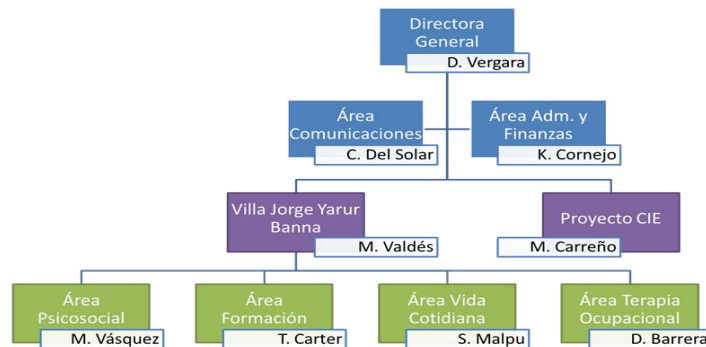 Directora
General
D. Vergara
Área
Comunicaciones
C. Del Solar
Área Adm. y
Finanzas
K. Cornejo
Villa Jorge Yarur
Banna
M. Valdés
Proyecto CIE
M. Carreño
Área
Psicosocial
M. Vásquez
Área
Formación
T. Carter
Área Vida
Cotidiana
S. Malpu
Área Terapia
Ocupacional
D. Barrera